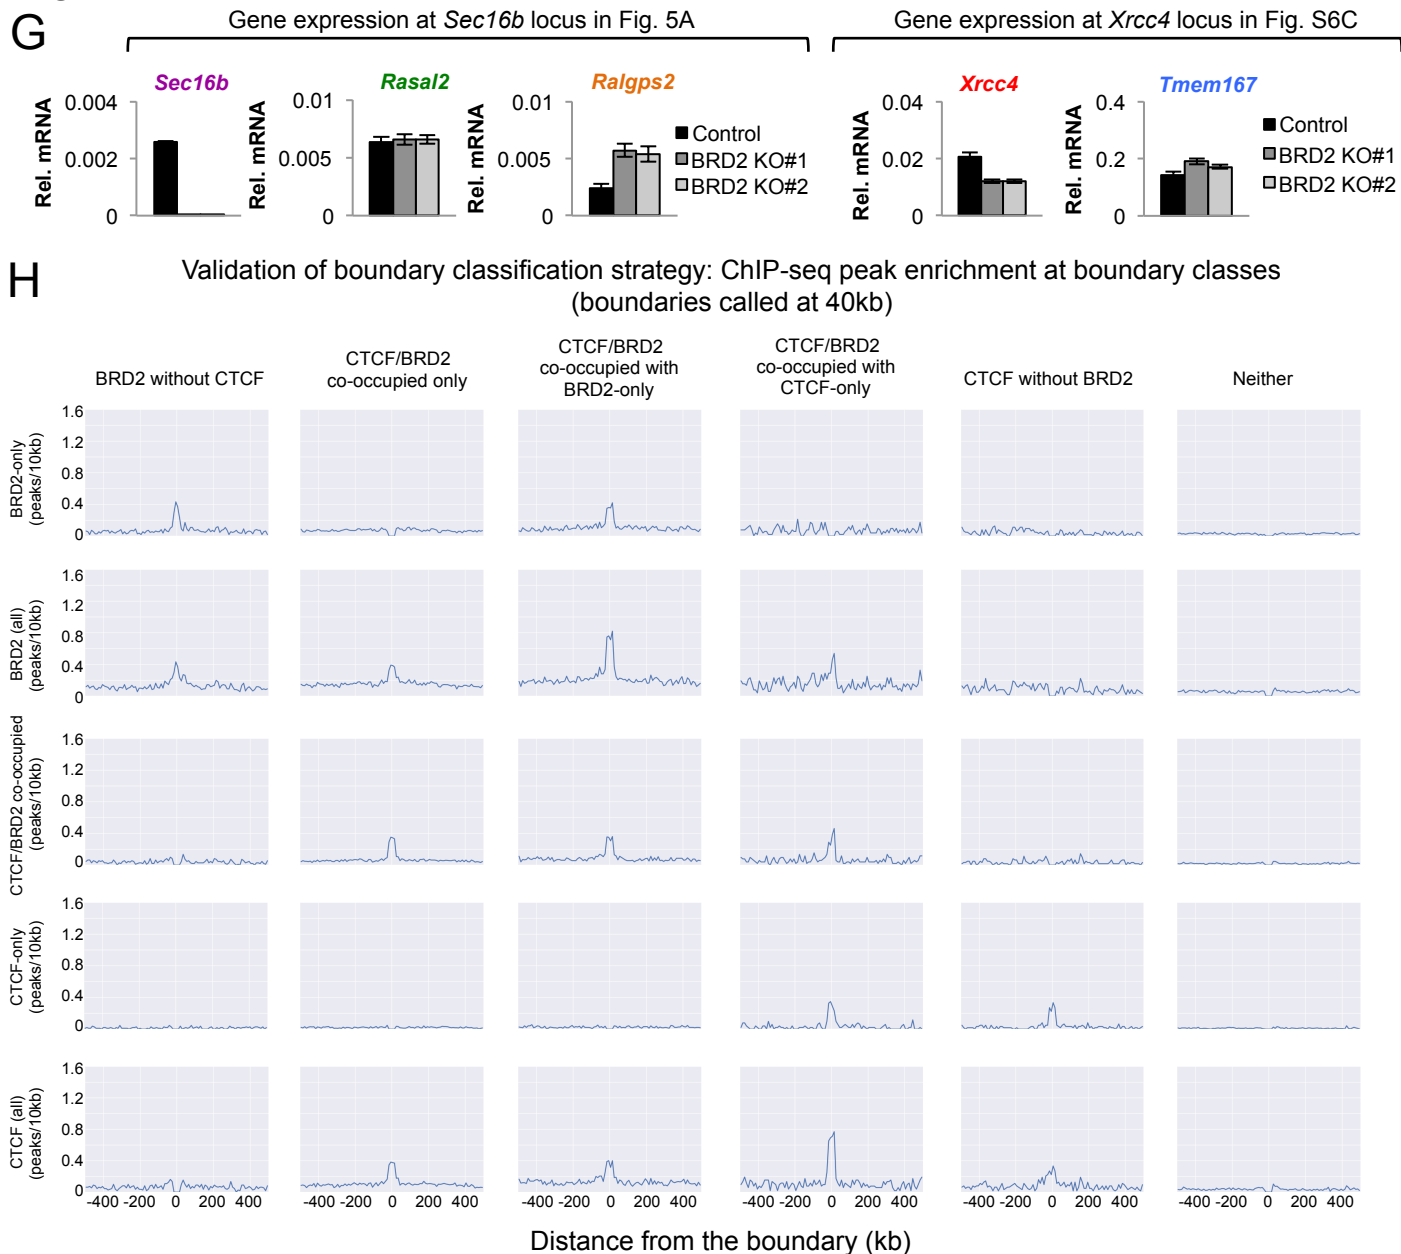 G
Gene expression at Sec16b locus in Fig. 5A
Gene expression at Xrcc4 locus in Fig. S6C
Sec16b
Rel. mRNA
0.004
0.002
0
Rasal2
Rel. mRNA
0.01
0.005
0
Ralgps2
Rel. mRNA
0.01
0.005
0
Control
BRD2 KO#1
BRD2 KO#2
Xrcc4
Rel. mRNA
0.04
0.02
0
Tmem167
Rel. mRNA
0.4
0.2
0
Control
BRD2 KO#1
BRD2 KO#2
H
Validation of boundary classification strategy: ChIP-seq peak enrichment at boundary classes
(boundaries called at 40kb)
BRD2 without CTCF
CTCF/BRD2
co-occupied only
CTCF/BRD2
co-occupied with
BRD2-only
CTCF/BRD2
co-occupied with
CTCF-only
CTCF without BRD2
Neither
BRD2-only
(peaks/10kb)
1.6
1.2
0.8
0.4
0
BRD2 (all)
(peaks/10kb)
1.6
1.2
0.8
0.4
0
CTCF/BRD2 co-occupied
(peaks/10kb)
1.6
1.2
0.8
0.4
0
CTCF-only
(peaks/10kb)
1.6
1.2
0.8
0.4
0
CTCF (all)
(peaks/10kb)
1.6
1.2
0.8
0.4
0
-400 -200 0 200 400
-400 -200 0 200 400
-400 -200 0 200 400
-400 -200 0 200 400
-400 -200 0 200 400
-400 -200 0 200 400
Distance from the boundary (kb)